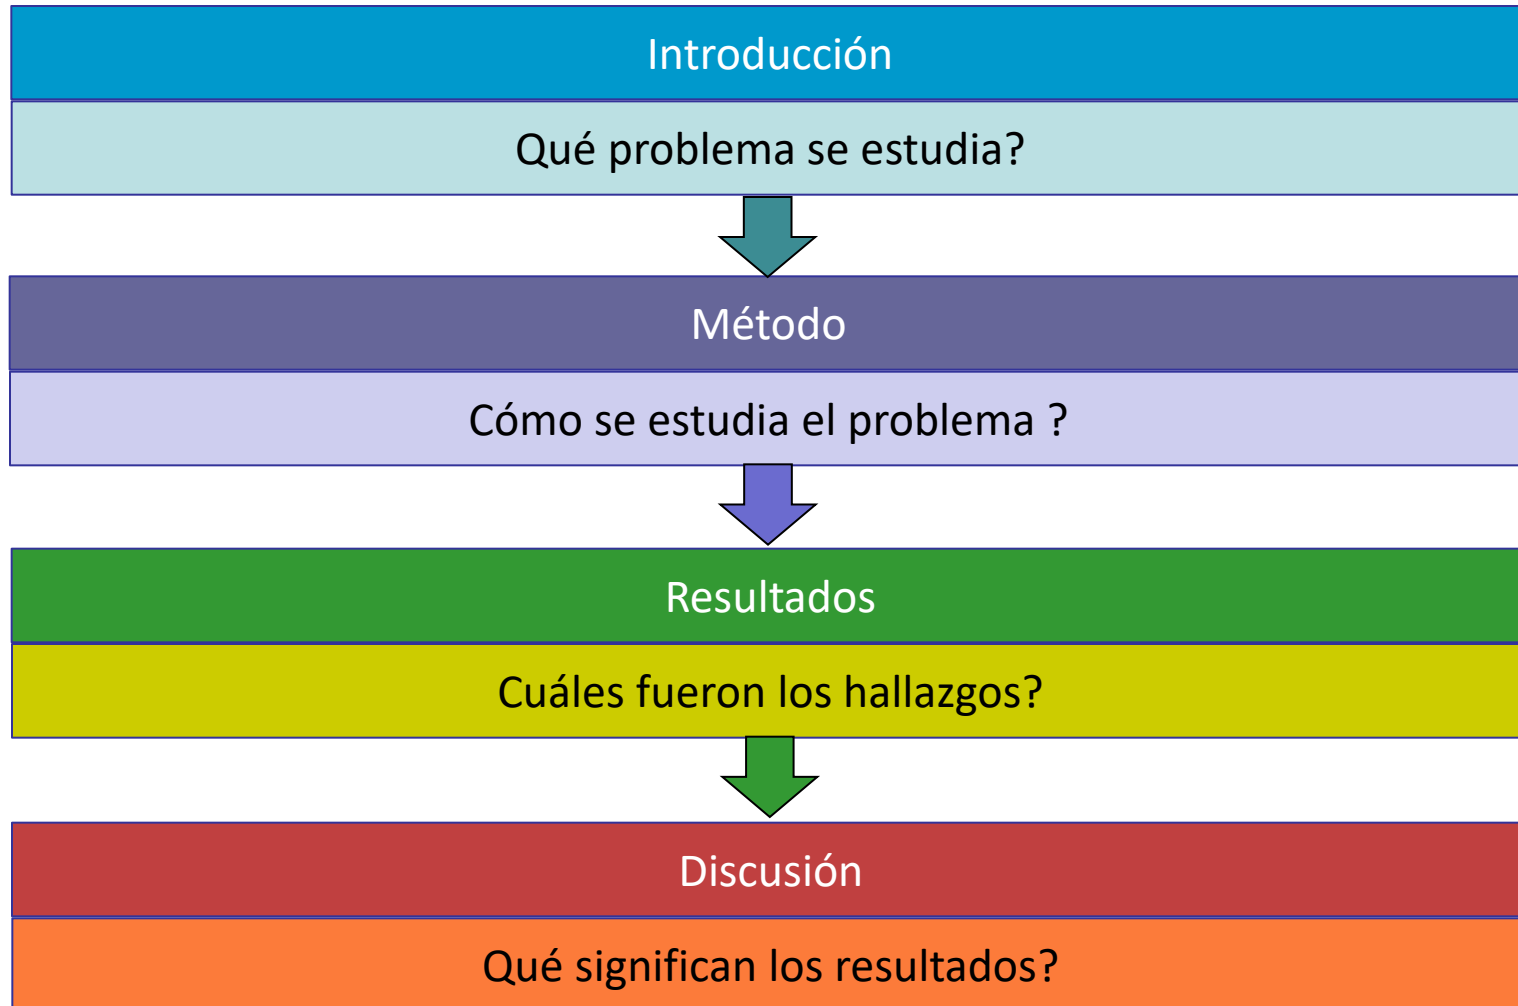 Introducción
Qué problema se estudia?
Método
Cómo se estudia el problema ?
Resultados
Cuáles fueron los hallazgos?
Discusión
Qué significan los resultados?